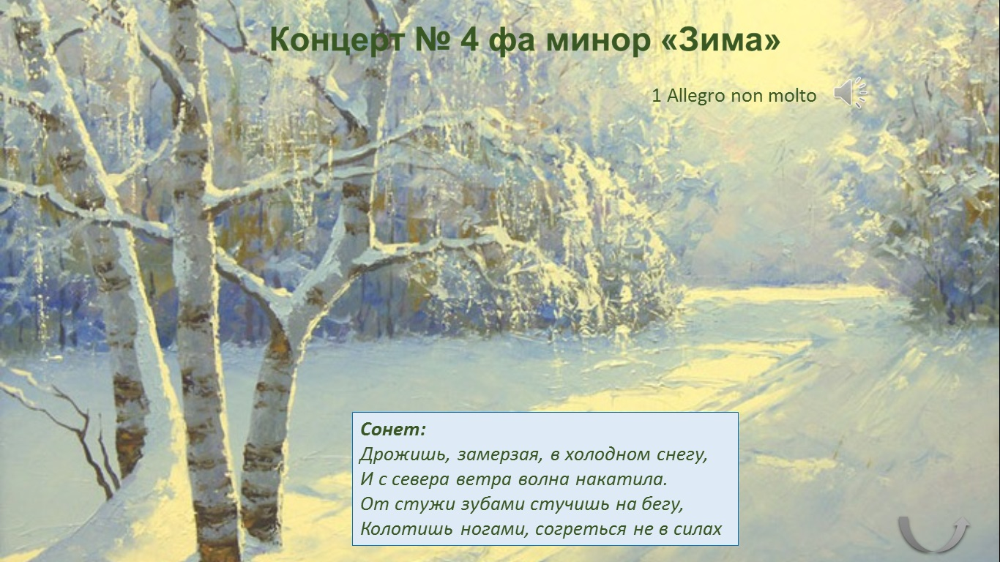 Концерт № 4 фа минор «Зима»
1 Allegro non molto
Сонет:
Дрожишь, замерзая, в холодном снегу,
И с севера ветра волна накатила.
От стужи зубами стучишь на бегу,
Колотишь ногами, согреться не в силах